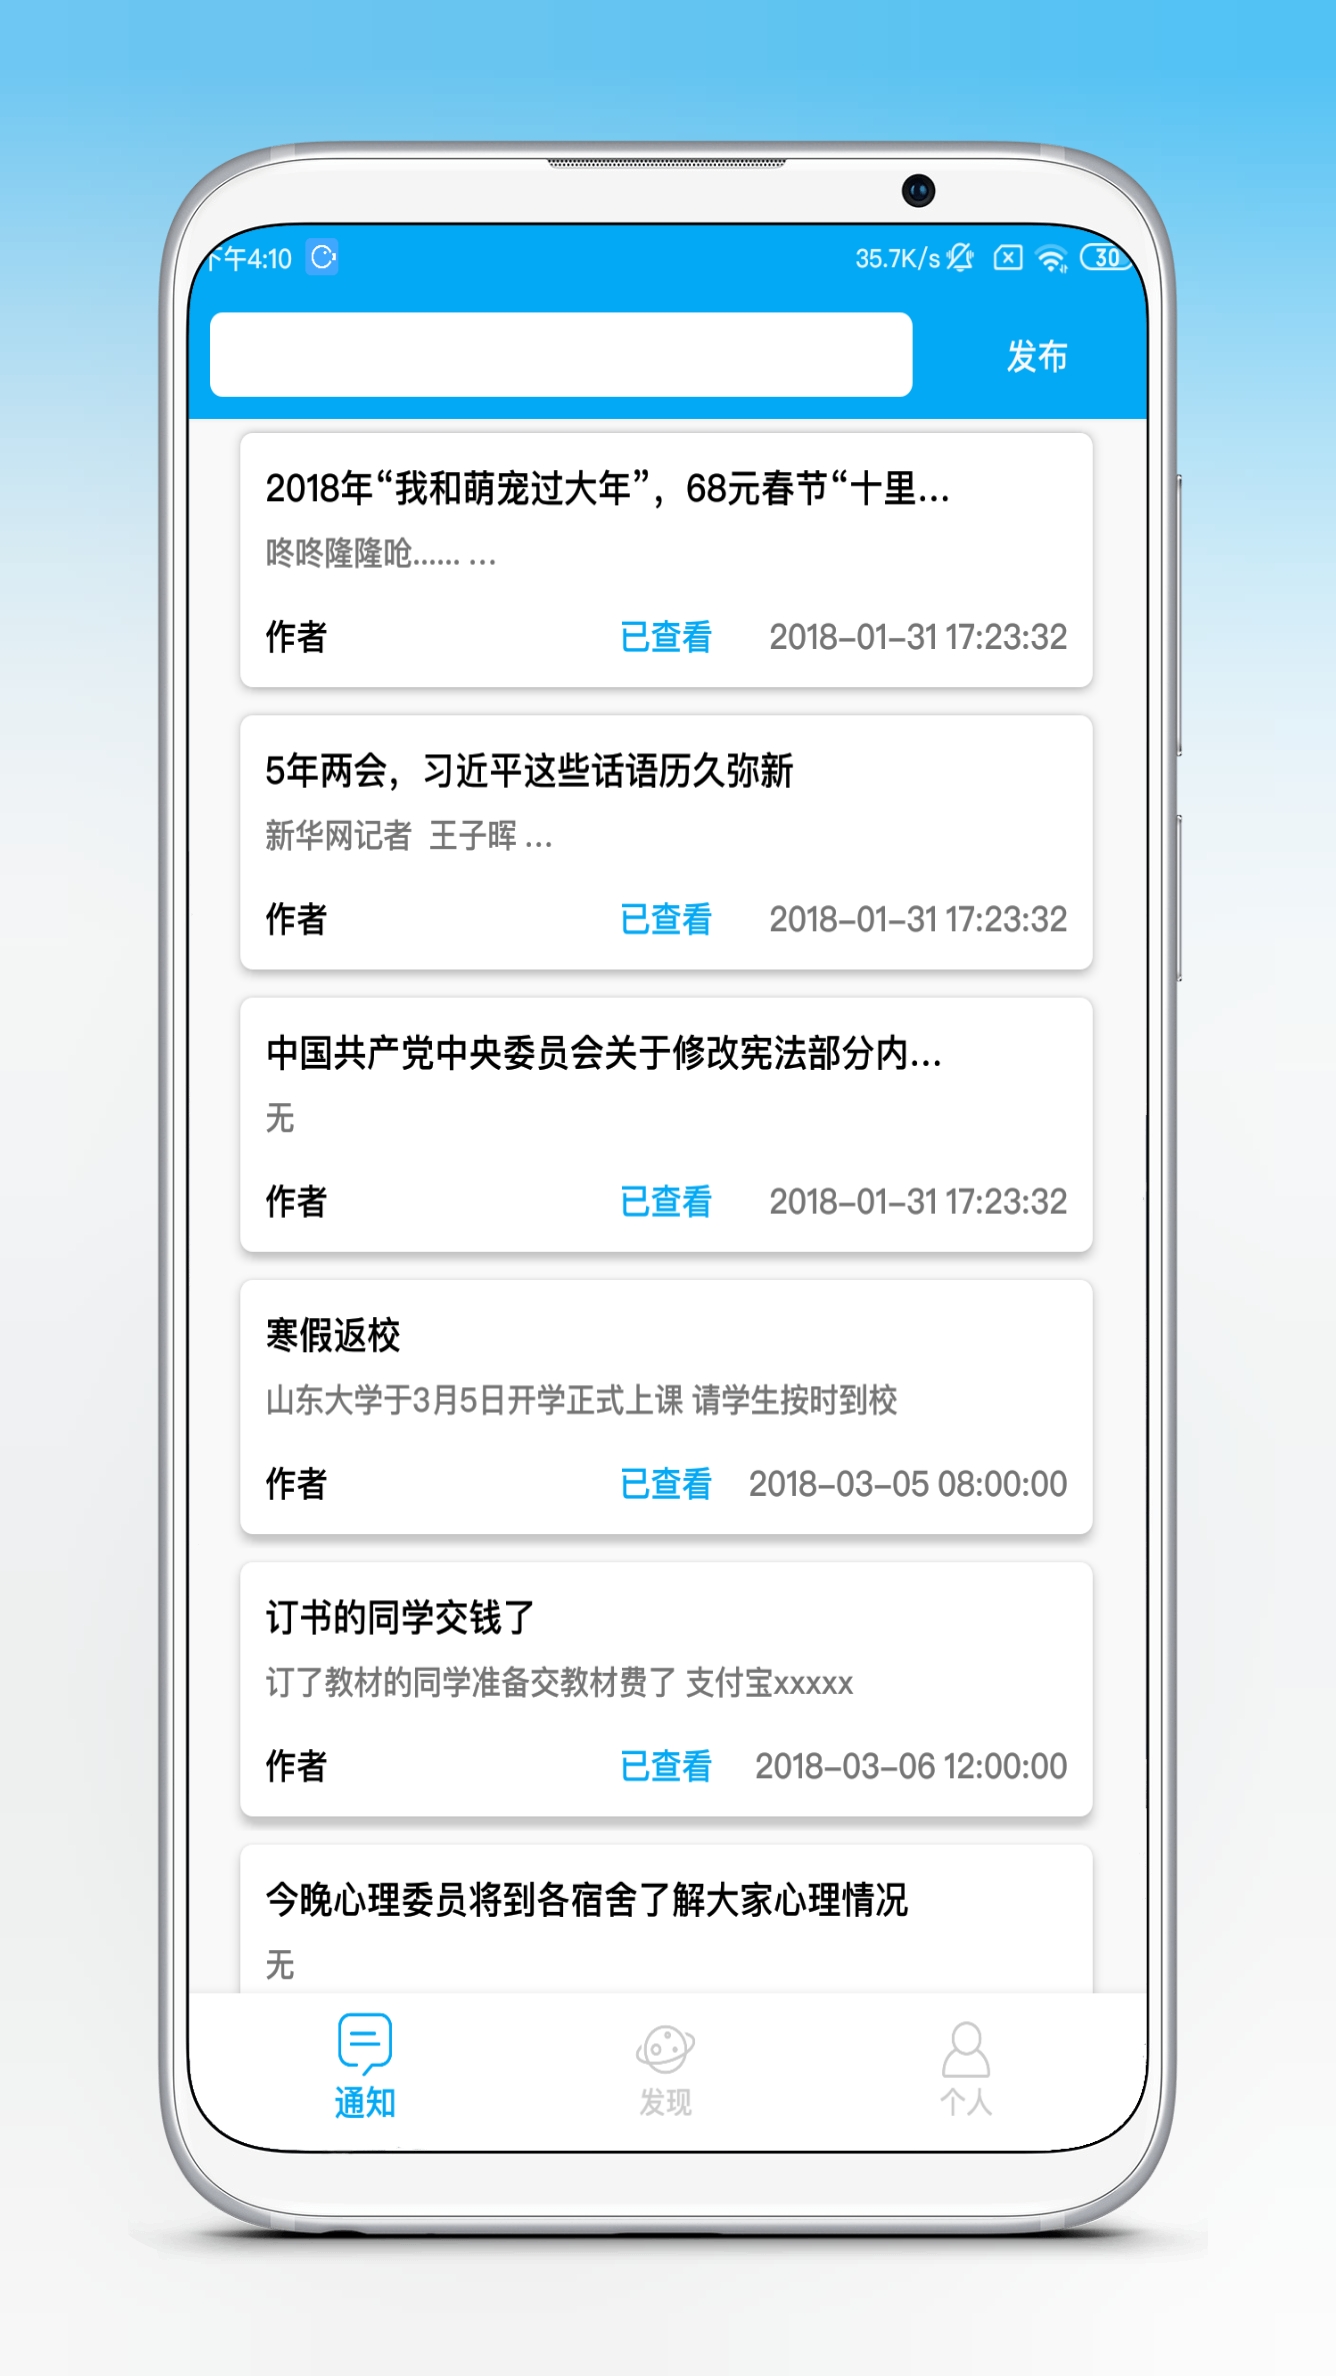 下午4:10 35.7K/s 30
发布
2018年“我和萌宠过大年”，68元春节“十里...
咚咚隆隆呛...... ...
作者 已查看 2018-01-31 17:23:32
5年两会，习近平这些话语历久弥新
新华网记者 王子晖 ...
作者 已查看 2018-01-31 17:23:32
中国共产党中央委员会关于修改宪法部分内...
无
作者 已查看 2018-01-31 17:23:32
寒假返校
山东大学于3月5日开学正式上课 请学生按时到校
作者 已查看 2018-03-05 08:00:00
订书的同学交钱了
订了教材的同学准备交教材费了 支付宝xxxxx
作者 已查看 2018-03-06 12:00:00
今晚心理委员将到各宿舍了解大家心理情况
无
通知 发现 个人